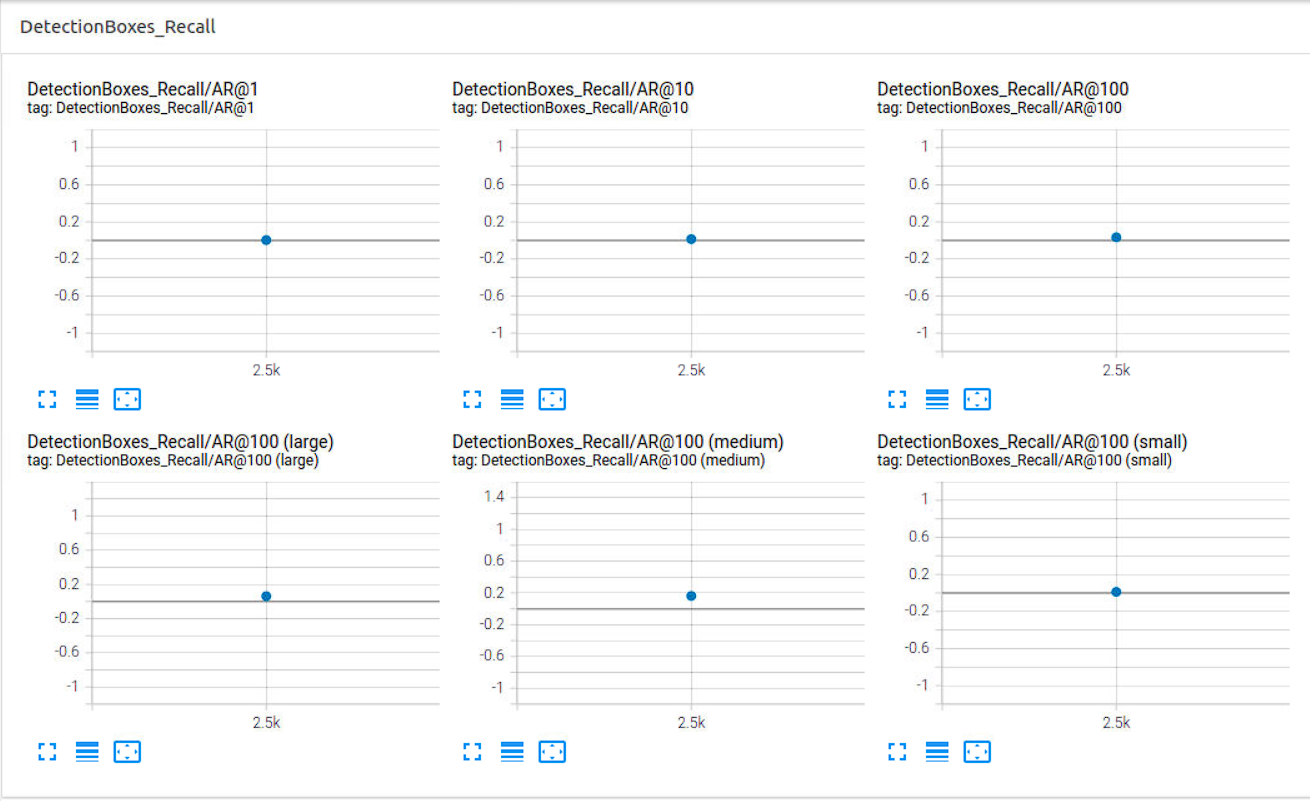 DetectionBoxes_Recall
DetectionBoxes_Recall/AR@1
tag: DetectionBoxes_Recall/AR@1
1
0.6
0.2
-0.2
-0.6
-1
2.5k
DetectionBoxes_Recall/AR@10
tag: DetectionBoxes_Recall/AR@10
1
0.6
0.2
-0.2
-0.6
-1
2.5k
DetectionBoxes_Recall/AR@100
tag: DetectionBoxes_Recall/AR@100
1
0.6
0.2
-0.2
-0.6
-1
2.5k
DetectionBoxes_Recall/AR@100 (large)
tag: DetectionBoxes_Recall/AR@100 (large)
1
0.6
0.2
-0.2
-0.6
-1
2.5k
DetectionBoxes_Recall/AR@100 (medium)
tag: DetectionBoxes_Recall/AR@100 (medium)
1.4
1
0.6
0.2
-0.2
-0.6
-1
2.5k
DetectionBoxes_Recall/AR@100 (small)
tag: DetectionBoxes_Recall/AR@100 (small)
1
0.6
0.2
-0.2
-0.6
-1
2.5k